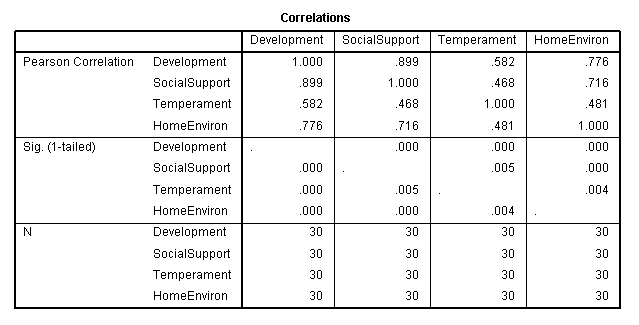 Correlations
Development SocialSupport Temperament HomeEnviron
Pearson Correlation Development 1.000 .899 .582 .776
SocialSupport .899 1.000 .468 .716
Temperament .582 .468 1.000 .481
HomeEnviron .776 .716 .481 1.000
Sig. (1-tailed) Development . .000 .000 .000
SocialSupport .000 . .005 .000
Temperament .000 .005 . .004
HomeEnviron .000 .000 .004 .
N Development 30 30 30 30
SocialSupport 30 30 30 30
Temperament 30 30 30 30
HomeEnviron 30 30 30 30